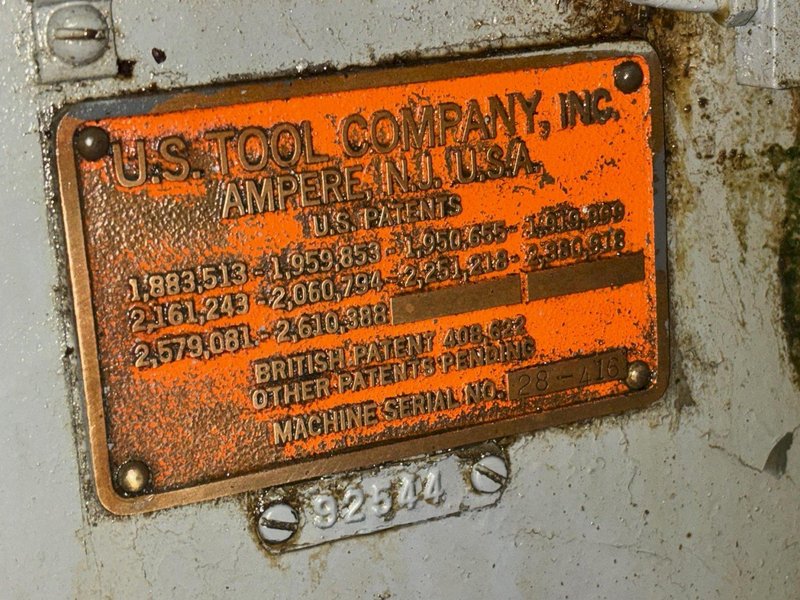 U.S. TOOL COMPANY, INC.
AMPERE, N.J. U.S.A.
U.S. PATENTS
1,883,513 - 1,959,853 - 1,950,655 -
2,161,243 - 2,060,794 - 2,251,218 - 2,380,918
2,579,081 - 2,610,388
BRITISH PATENT 408,622
OTHER PATENTS PENDING
MACHINE SERIAL NO. 28-416
92544